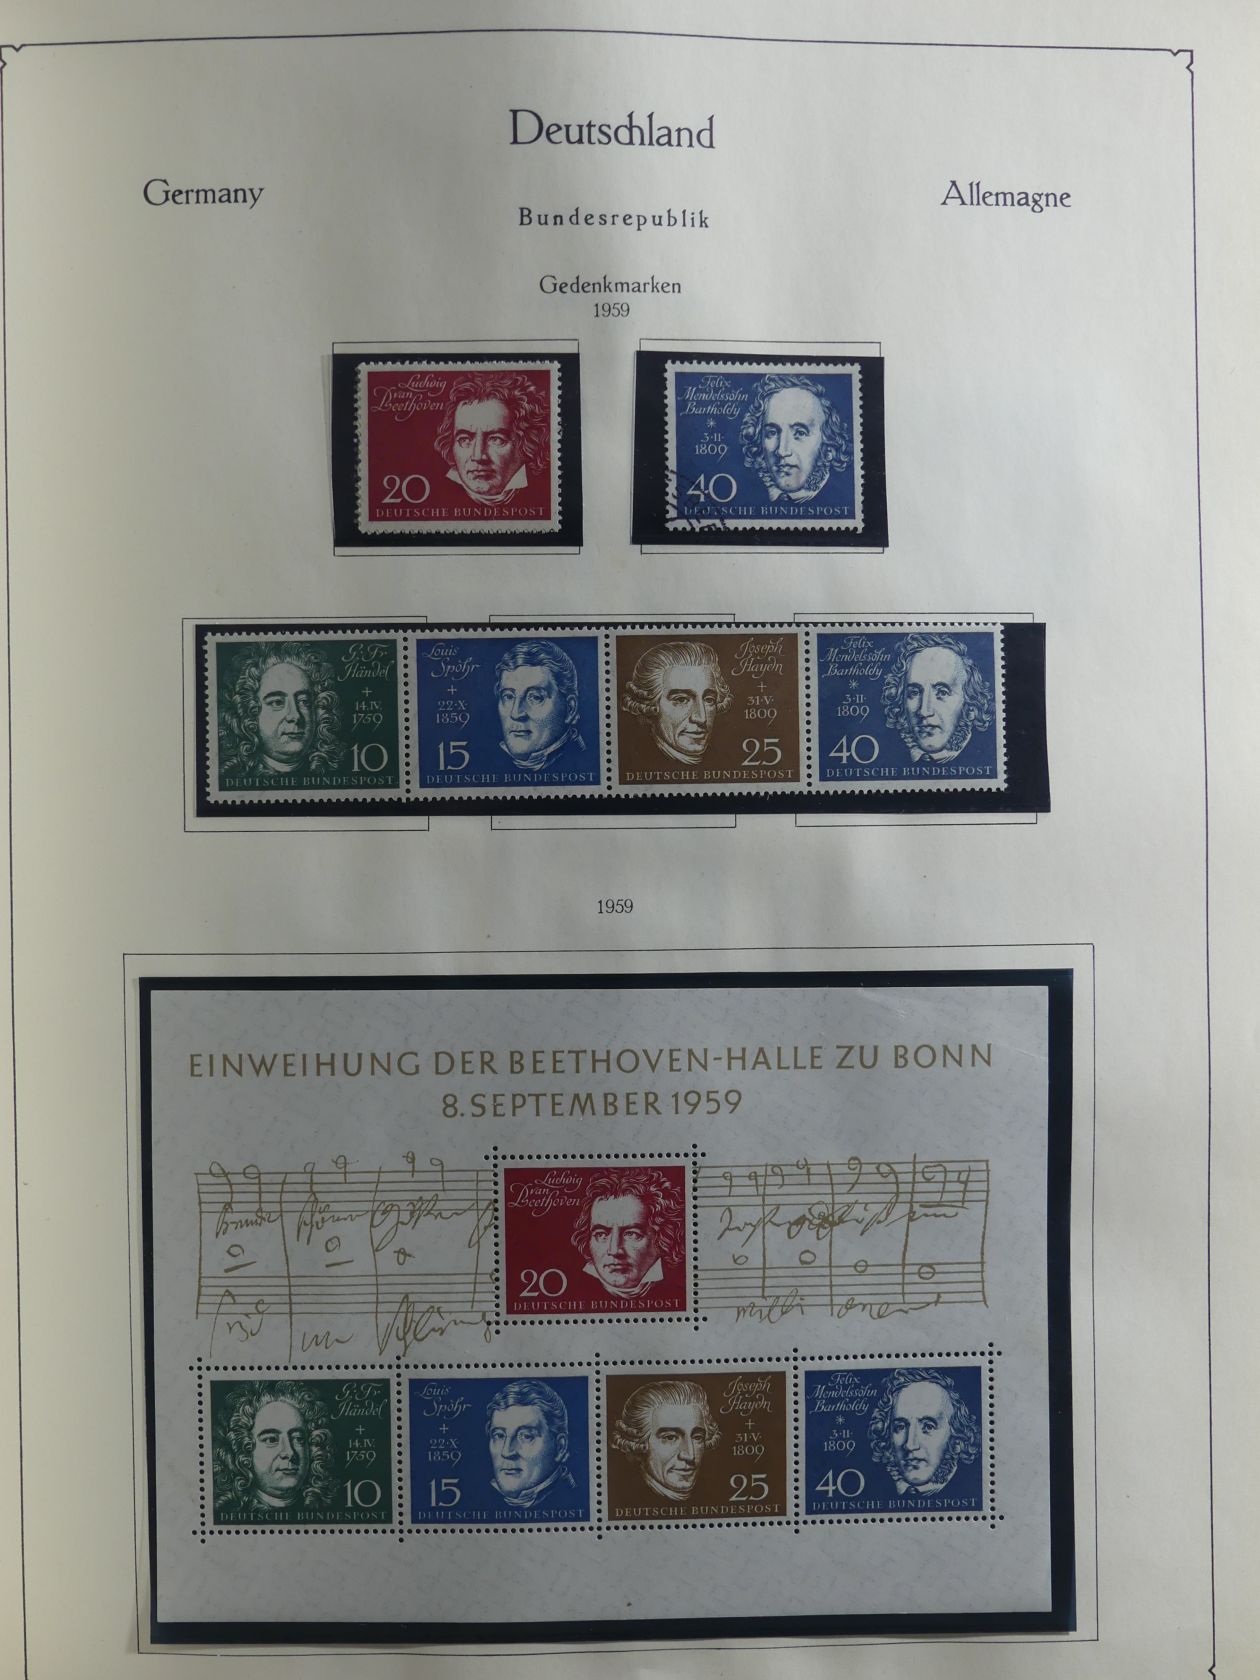 Deutschland
Germany
Allemagne
Bundesrepublik
Gedenkmarken
1959
Ludwig
van
Beethoven
20
DEUTSCHE BUNDESPOST
Felix
Mendelssohn
Bartholdy
*
3·II·
1809
40
DEUTSCHE BUNDESPOST
G. Fr.
Händel
+
14.IV.
1759
10
DEUTSCHE BUNDESPOST
Louis
Spohr
+
22·X·
1859
15
DEUTSCHE BUNDESPOST
Joseph
Haydn
+
31·V·
1809
25
DEUTSCHE BUNDESPOST
Felix
Mendelssohn
Bartholdy
*
3·II·
1809
40
DEUTSCHE BUNDESPOST
1959
EINWEIHUNG DER BEETHOVEN-HALLE ZU BONN
8. SEPTEMBER 1959
Ludwig
van
Beethoven
20
DEUTSCHE BUNDESPOST
G. Fr.
Händel
+
14.IV.
1759
10
DEUTSCHE BUNDESPOST
Louis
Spohr
+
22·X·
1859
15
DEUTSCHE BUNDESPOST
Joseph
Haydn
+
31·V·
1809
25
DEUTSCHE BUNDESPOST
Felix
Mendelssohn
Bartholdy
*
3·II·
1809
40
DEUTSCHE BUNDESPOST